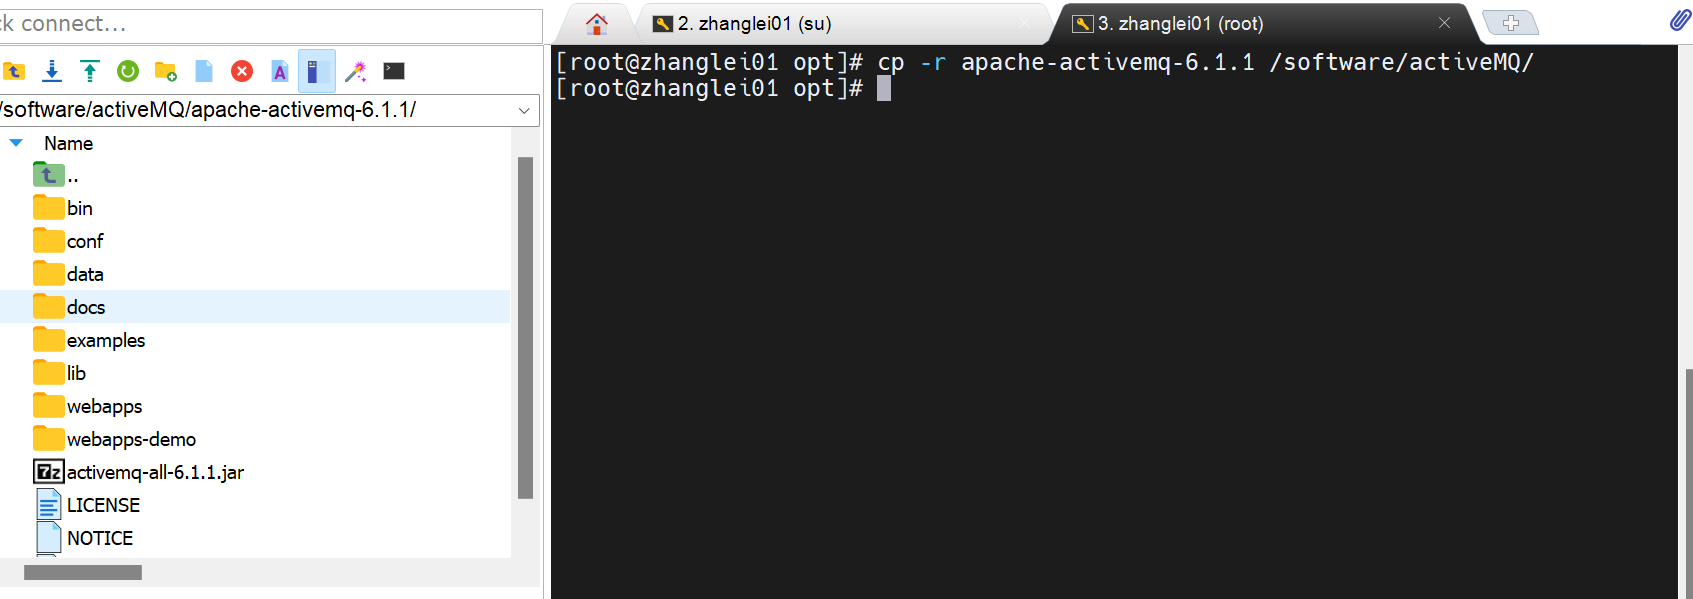 ck connect...
2. zhanglei01 (su)
3. zhanglei01 (root)
/software/activeMQ/apache-activemq-6.1.1/
Name
..
bin
conf
data
docs
examples
lib
webapps
webapps-demo
activemq-all-6.1.1.jar
LICENSE
NOTICE
[root@zhanglei01 opt]# cp -r apache-activemq-6.1.1 /software/activeMQ/
[root@zhanglei01 opt]#